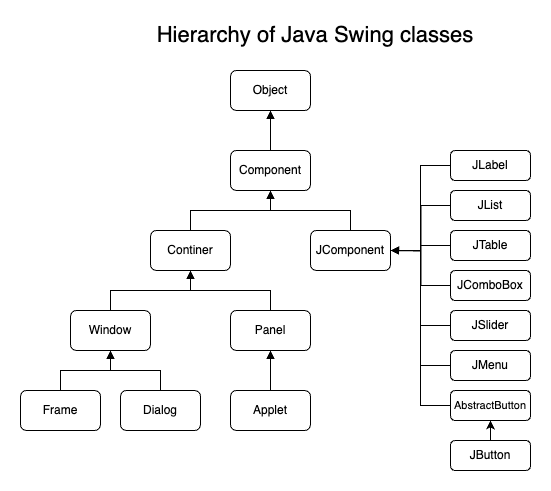 Hierarchy of Java Swing classes
Object
Component
Continer
JComponent
Window
Panel
Frame
Dialog
Applet
JLabel
JList
JTable
JComboBox
JSlider
JMenu
AbstractButton
JButton